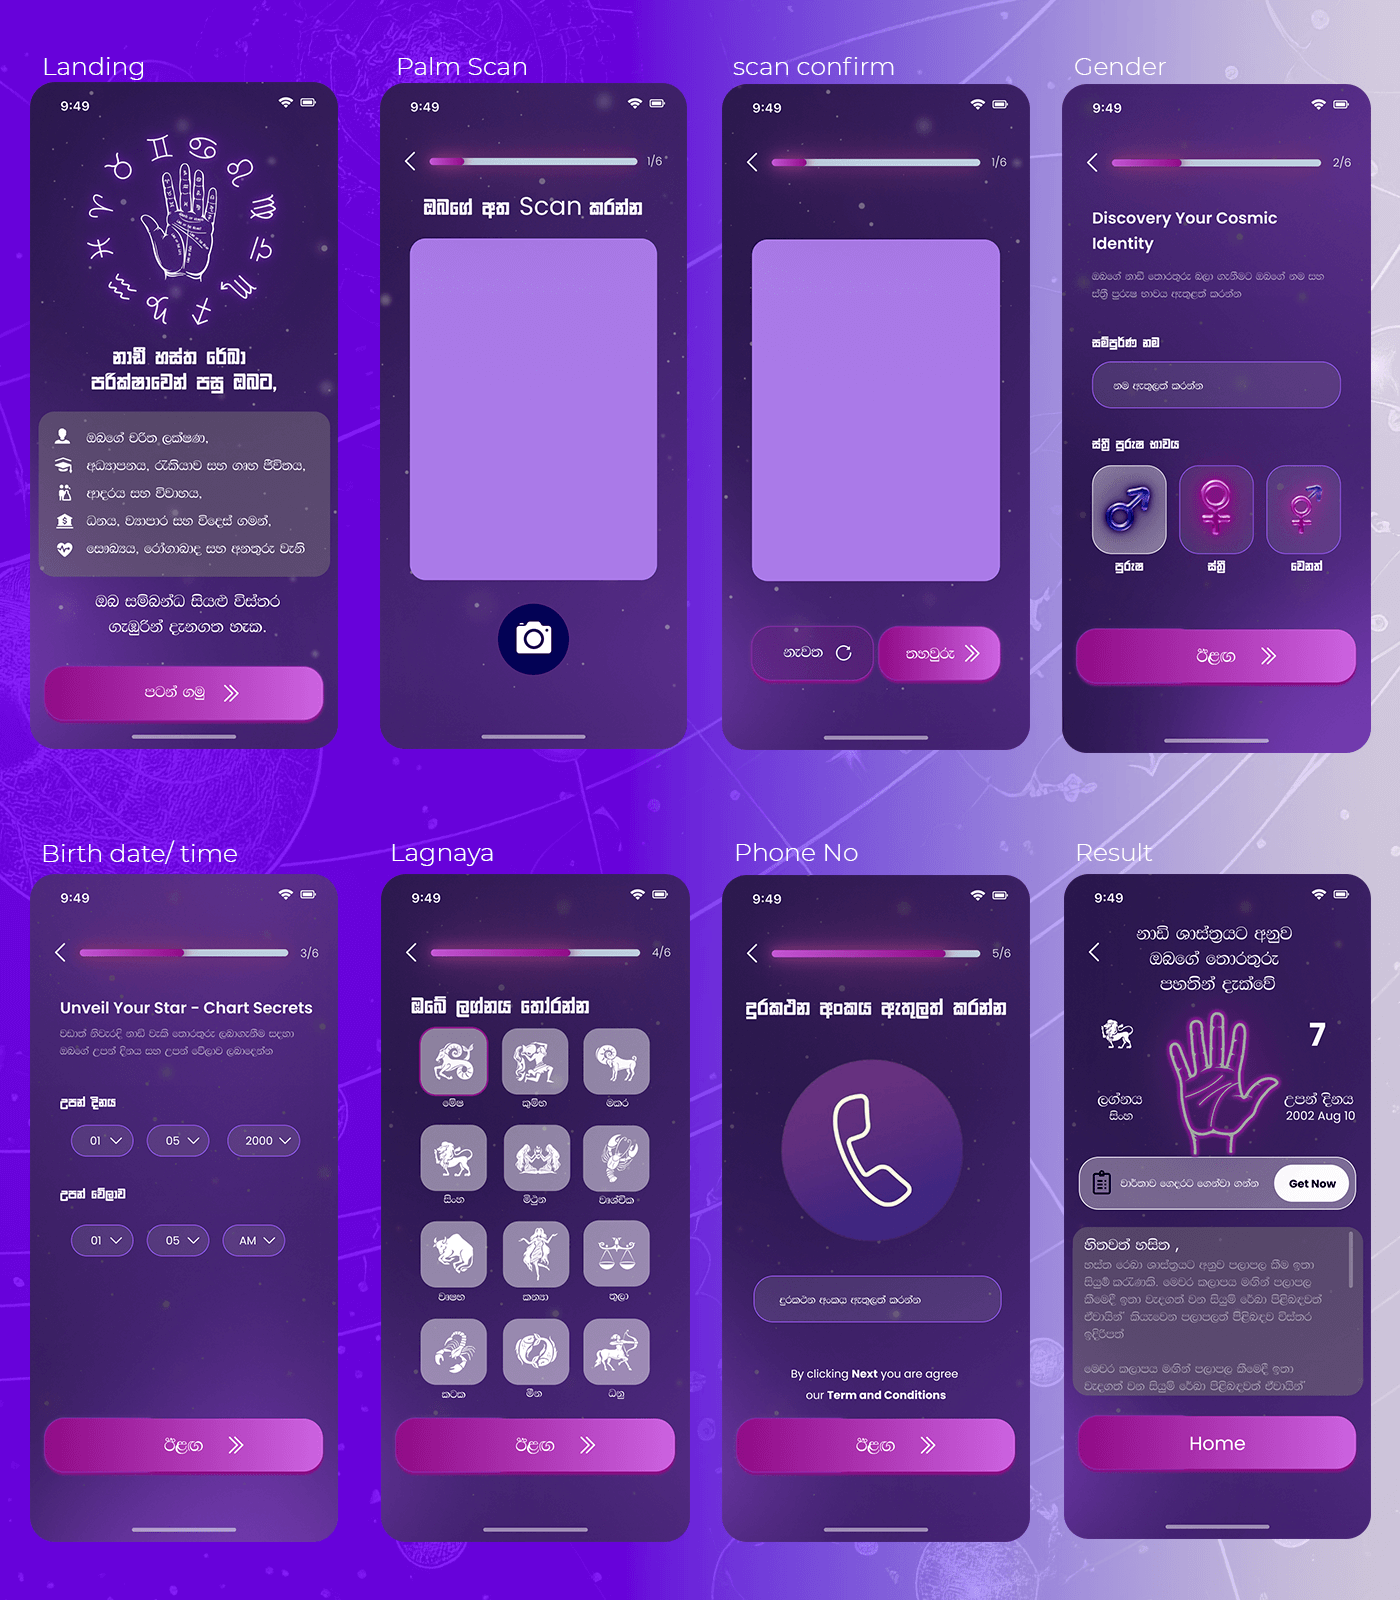 Landing
9:49
නාඩි හස්ත රේඛා
පරික්ෂාවෙන් පසු ඔබට,
ඔබගේ චරිත ලක්ෂණ,
අධ්‍යාපනය, රැකියාව සහ ගෘහ ජීවිතය,
ආදරය සහ විවාහය,
ධනය, ව්‍යාපාර සහ විදෙස් ගමන්,
සෞඛ්‍යය, රෝගාබාද සහ අනතුරු වැනි
ඔබ සම්බන්ධ සියළු විස්තර
ගැඹුරින් දැනගත හැක.
පටන් ගමු
Palm Scan
9:49
1/6
ඔබගේ අත Scan කරන්න
scan confirm
9:49
1/6
නැවත
තහවුරු
Gender
9:49
2/6
Discovery Your Cosmic
Identity
ඔබගේ නාඩි තොරතුරු බලා ගැනීමට ඔබගේ නම සහ
ස්ත්‍රී පුරුෂ භාවය ඇතුළත් කරන්න
සම්පුර්ණ නම
නම ඇතුලත් කරන්න
ස්ත්‍රී පුරුෂ භාවය
පුරුෂ
ස්ත්‍රී
වෙනත්
ඊළඟ
Birth date/ time
9:49
3/6
Unveil Your Star - Chart Secrets
වඩාත් නිවැරදි නාඩි වැකි තොරතුරු ලබාගැනීම සඳහා
ඔබගේ උපන් දිනය සහ උපන් වේලාව ලබාදෙන්න
උපන් දිනය
01
05
2000
උපන් වේලාව
01
05
AM
ඊළඟ
Lagnaya
9:49
4/6
ඔබේ ලග්නය තෝරන්න
මේෂ
කුම්භ
මකර
සිංහ
මිථුන
වෘශ්චික
වෘෂභ
කන්‍යා
තුලා
කටක
මීන
ධනු
ඊළඟ
Phone No
9:49
5/6
දුරකථන අංකය ඇතුලත් කරන්න
දුරකථන අංකය ඇතුලත් කරන්න
By clicking Next you are agree
our Term and Conditions
ඊළඟ
Result
9:49
නාඩි ශාස්ත්‍රයට අනුව
ඔබගේ තොරතුරු
පහතින් දැක්වේ
7
ලග්නය
සිංහ
උපන් දිනය
2002 Aug 10
වාර්තාව ගෙදරට ගෙන්වා ගන්න
Get Now
හිතවත් හසිත ,
හස්ත රෙඛා ශාස්ත්‍රයට අනුව පලාපල කීම ඉතා
සියුම් කරුණකි. මෙවර කලාපය මඟින් පලාපල
කීමේදී ඉතා වැදගත් වන සියුම් රේඛා පිළිබඳවත්
ඒවායින් කියැවෙන පලාපලත් පිළිබඳව විස්තර
ඉදිරිපත්
මෙවර කලාපය මඟින් පලාපල කීමේදී ඉතා
වැදගත් වන සියුම් රේඛා පිළිබඳවත් ඒවායින්
Home